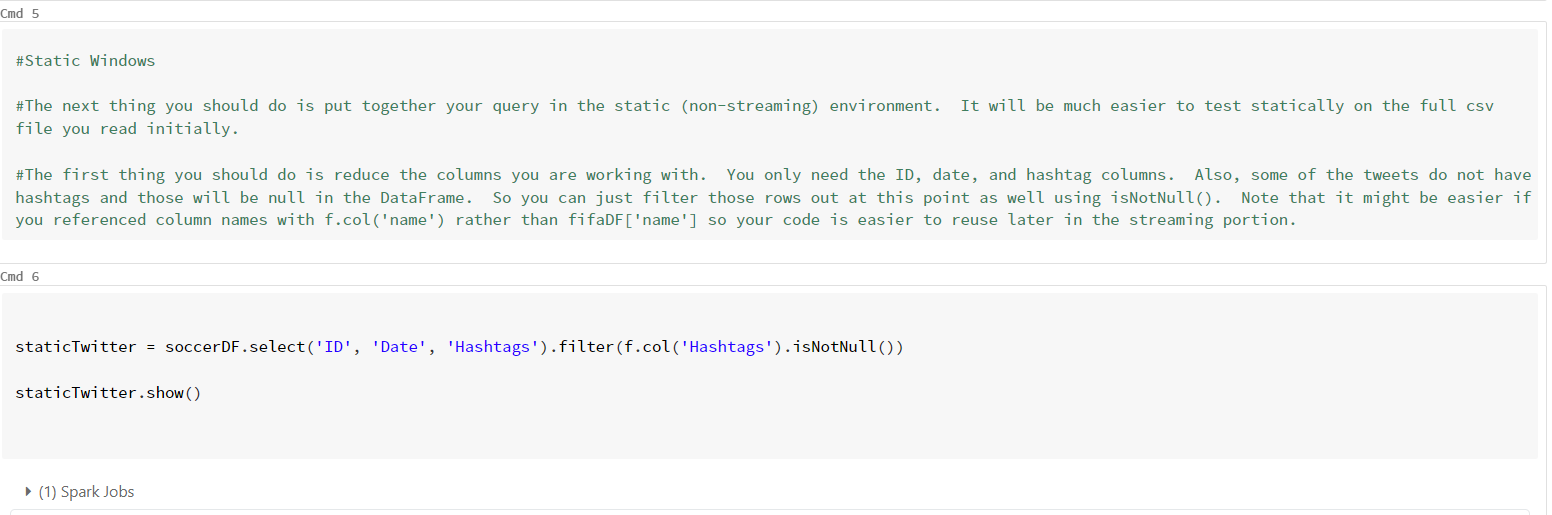 Cmd 5
#Static Windows
#The next thing you should do is put together your query in the static (non-streaming) environment.  It will be much easier to test statically on the full csv
file you read initially.
#The first thing you should do is reduce the columns you are working with.  You only need the ID, date, and hashtag columns.  Also, some of the tweets do not have
hashtags and those will be null in the DataFrame.  So you can just filter those rows out at this point as well using isNotNull().  Note that it might be easier if
you referenced column names with f.col('name') rather than fifaDF['name'] so your code is easier to reuse later in the streaming portion.
Cmd 6
staticTwitter = soccerDF.select('ID', 'Date', 'Hashtags').filter(f.col('Hashtags').isNotNull())
staticTwitter.show()
(1) Spark Jobs